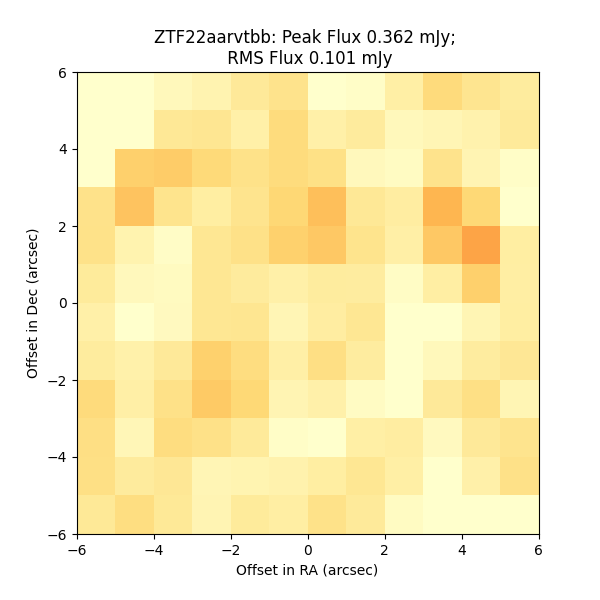 ZTF22aarvtbb: Peak Flux 0.362 mJy;
RMS Flux 0.101 mJy
6
4
2
0
−2
−4
−6
Offset in Dec (arcsec)
−6 −4 −2 0 2 4 6
Offset in RA (arcsec)